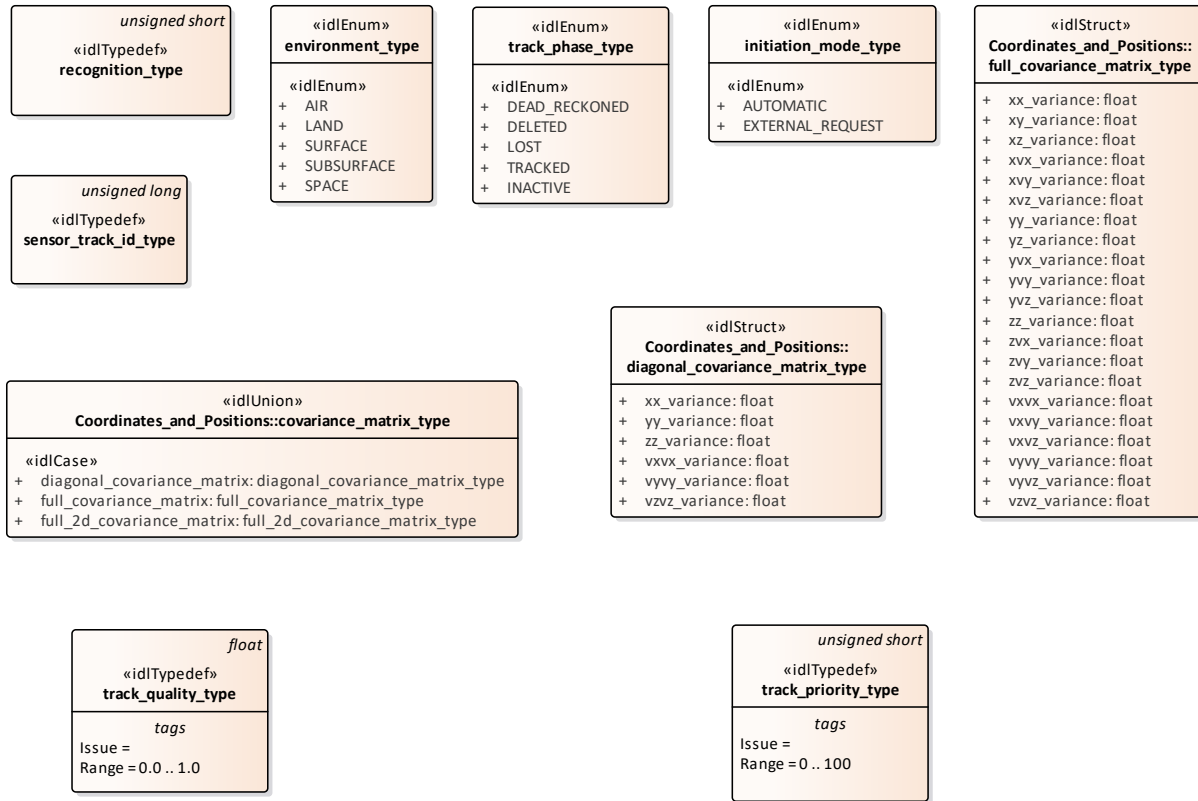 unsigned short
«idlTypedef»
recognition_type
«idlEnum»
environment_type
«idlEnum»
+ AIR
+ LAND
+ SURFACE
+ SUBSURFACE
+ SPACE
«idlEnum»
track_phase_type
«idlEnum»
+ DEAD_RECKONED
+ DELETED
+ LOST
+ TRACKED
+ INACTIVE
«idlEnum»
initiation_mode_type
«idlEnum»
+ AUTOMATIC
+ EXTERNAL_REQUEST
«idlStruct»
Coordinates_and_Positions::
full_covariance_matrix_type
+ xx_variance: float
+ xy_variance: float
+ xz_variance: float
+ xvx_variance: float
+ xvy_variance: float
+ xvz_variance: float
+ yy_variance: float
+ yz_variance: float
+ yvx_variance: float
+ yvy_variance: float
+ yvz_variance: float
+ zz_variance: float
+ zvx_variance: float
+ zvy_variance: float
+ zvz_variance: float
+ vxvx_variance: float
+ vxvy_variance: float
+ vxvz_variance: float
+ vyvy_variance: float
+ vyvz_variance: float
+ vzvz_variance: float
unsigned long
«idlTypedef»
sensor_track_id_type
«idlStruct»
Coordinates_and_Positions::
diagonal_covariance_matrix_type
+ xx_variance: float
+ yy_variance: float
+ zz_variance: float
+ vxvx_variance: float
+ vyvy_variance: float
+ vzvz_variance: float
«idlUnion»
Coordinates_and_Positions::covariance_matrix_type
«idlCase»
+ diagonal_covariance_matrix: diagonal_covariance_matrix_type
+ full_covariance_matrix: full_covariance_matrix_type
+ full_2d_covariance_matrix: full_2d_covariance_matrix_type
float
«idlTypedef»
track_quality_type
tags
Issue =
Range = 0.0 .. 1.0
unsigned short
«idlTypedef»
track_priority_type
tags
Issue =
Range = 0 .. 100